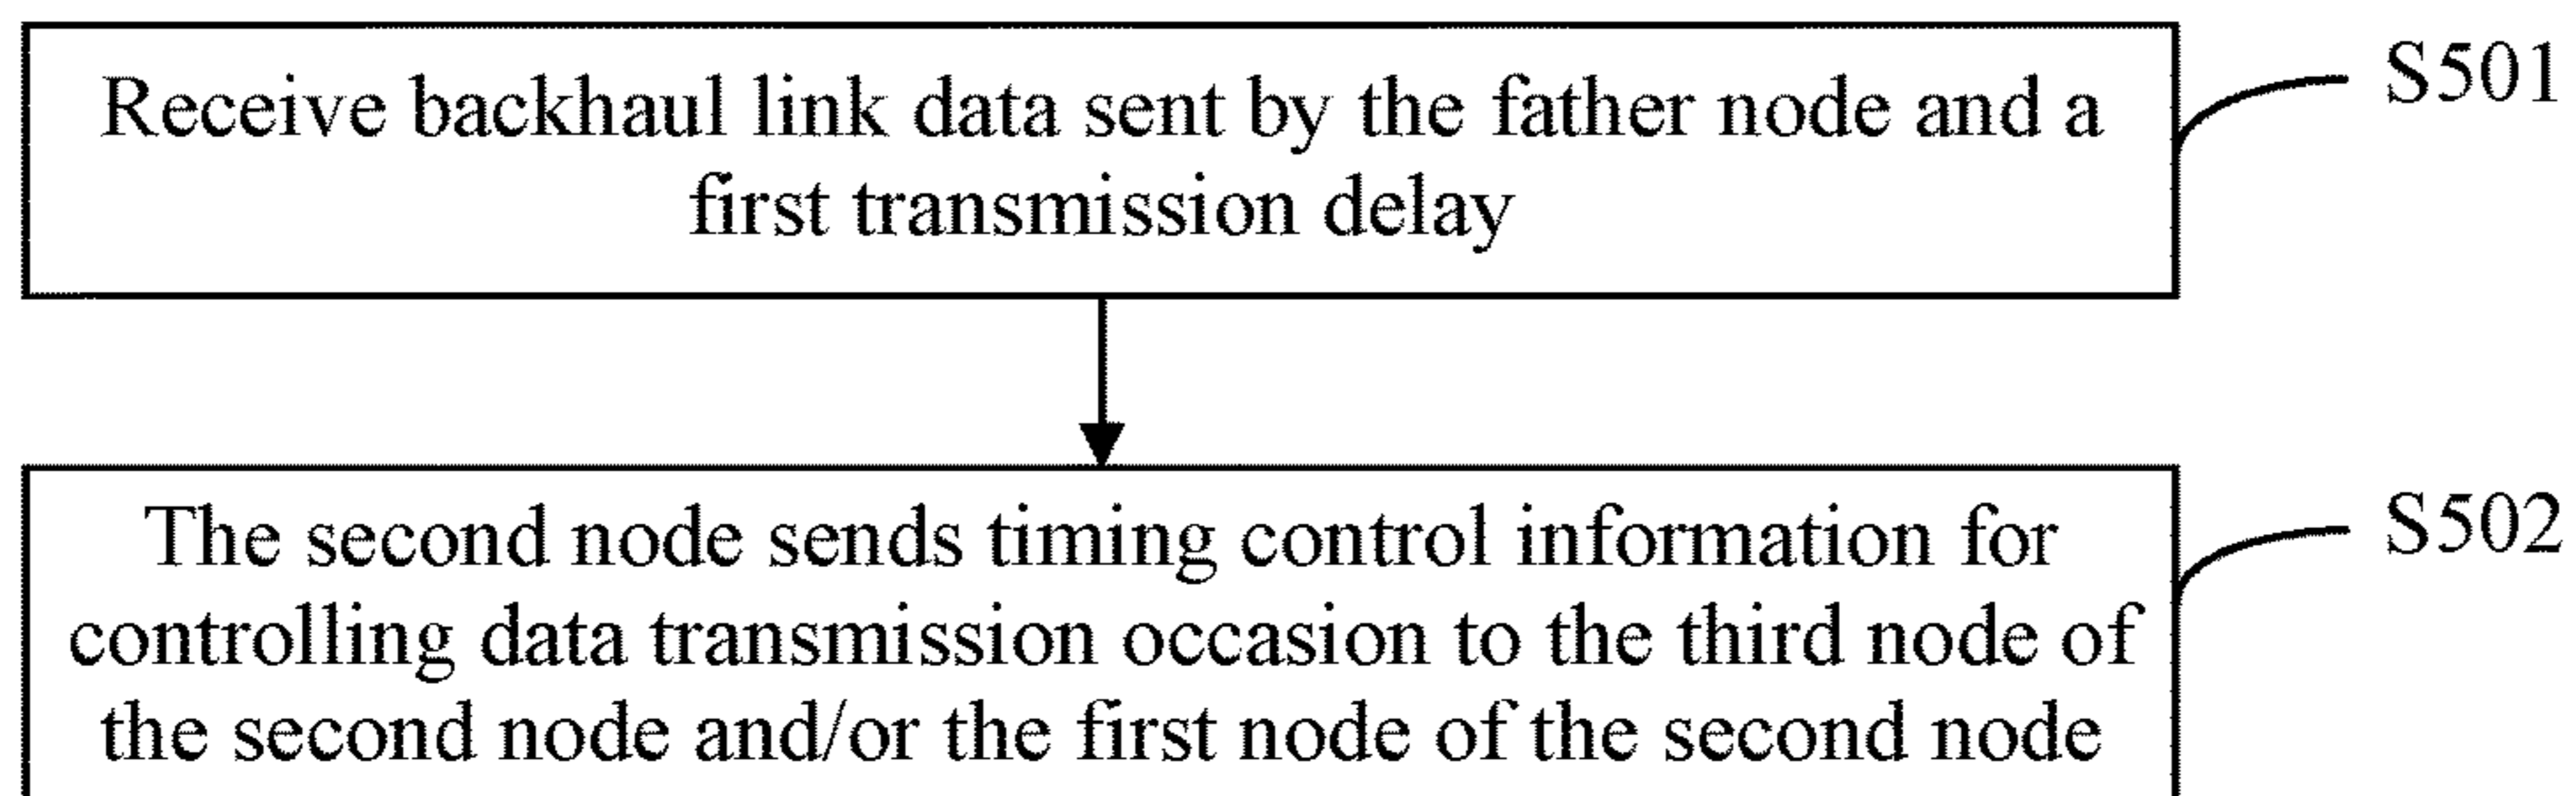 Receive backhaul link data sent by the father node and a
first transmission delay
S501
The second node sends timing control information for
controlling data transmission occasion to the third node of
the second node and/or the first node of the second node
S502